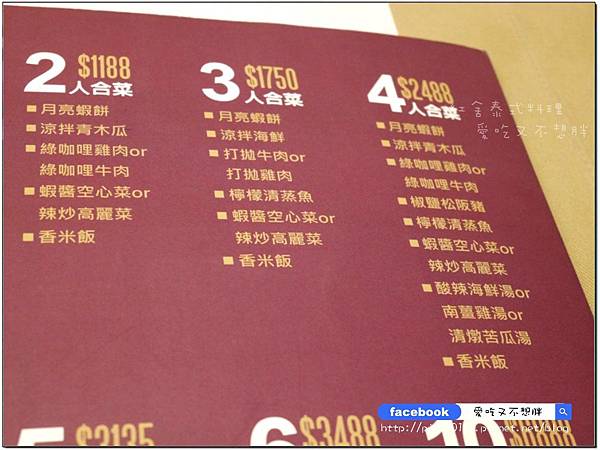 2人合菜 $1188
■月亮蝦餅
■涼拌青木瓜
■綠咖哩雞肉or
綠咖哩牛肉
■蝦醬空心菜or
辣炒高麗菜
■香米飯
3人合菜 $1750
■月亮蝦餅
■涼拌海鮮
■打拋牛肉or
打拋雞肉
■檸檬清蒸魚
■蝦醬空心菜or
辣炒高麗菜
■香米飯
4人合菜 $2488
■月亮蝦餅
■涼拌青木瓜
■綠咖哩雞肉or
綠咖哩牛肉
■椒鹽松阪豬
■檸檬清蒸魚
■蝦醬空心菜or
辣炒高麗菜
■酸辣海鮮湯or
南薑雞湯or
清燉苦瓜湯
■香米飯
舍泰式料理
愛吃又不想胖
5 $2135
6 $3488
10
facebook 愛吃又不想胖